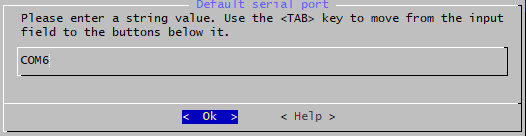 Default serial port
Please enter a string value. Use the <TAB> key to move from the input
field to the buttons below it.
COM6
< Ok > < Help >